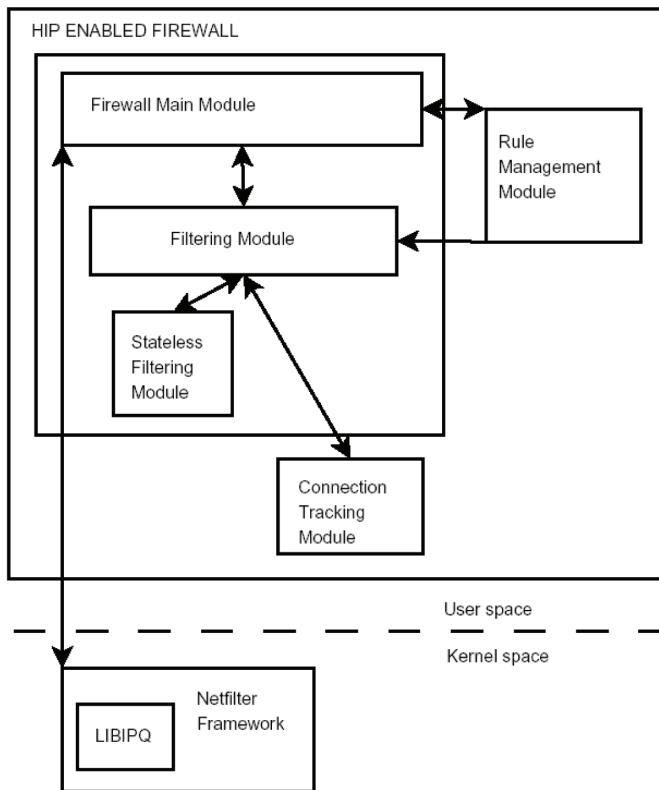 HIP ENABLED FIREWALL
Firewall Main Module
Rule
Management
Module
Filtering Module
Stateless
Filtering
Module
Connection
Tracking
Module
User space
Kernel space
Netfilter
Framework
LIBIPQ